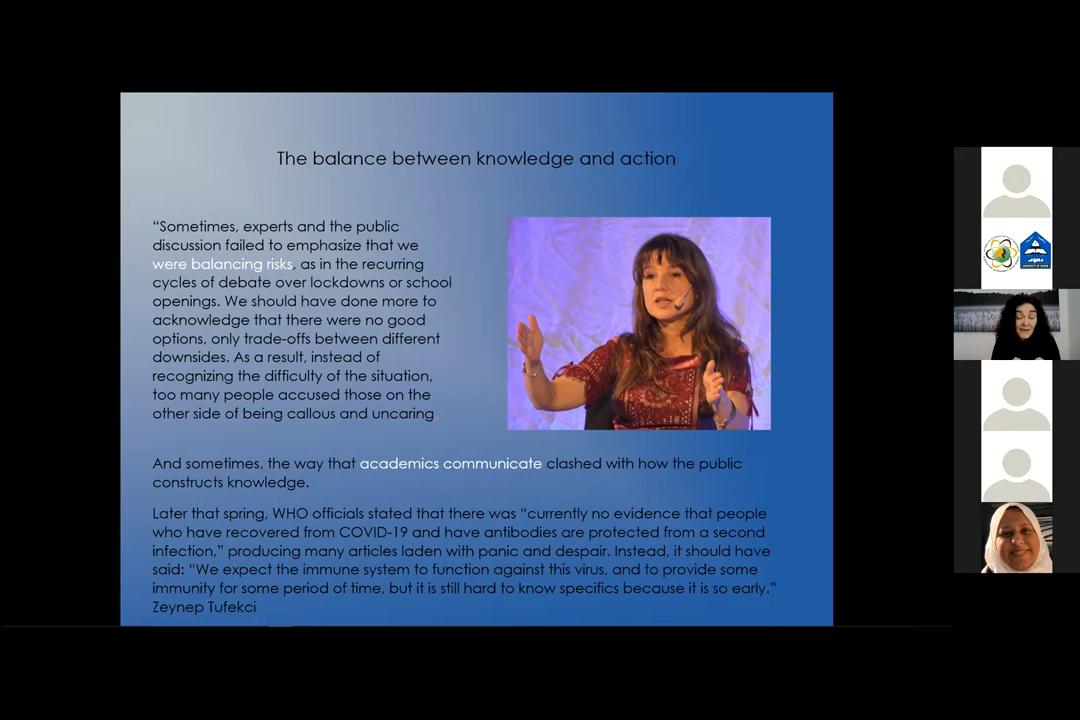 The balance between knowledge and action
“Sometimes, experts and the public
discussion failed to emphasize that we
were balancing risks, as in the recurring
cycles of debate over lockdowns or school
openings. We should have done more to
acknowledge that there were no good
options, only trade-offs between different
downsides. As a result, instead of
recognizing the difficulty of the situation,
too many people accused those on the
other side of being callous and uncaring.
And sometimes, the way that academics communicate clashed with how the public
constructs knowledge.
Later that spring, WHO officials stated that there was “currently no evidence that people
who have recovered from COVID-19 and have antibodies are protected from a second
infection,” producing many articles laden with panic and despair. Instead, it should have
said: “We expect the immune system to function against this virus, and to provide some
immunity for some period of time, but it is still hard to know specifics because it is so early.”
Zeynep Tufekci